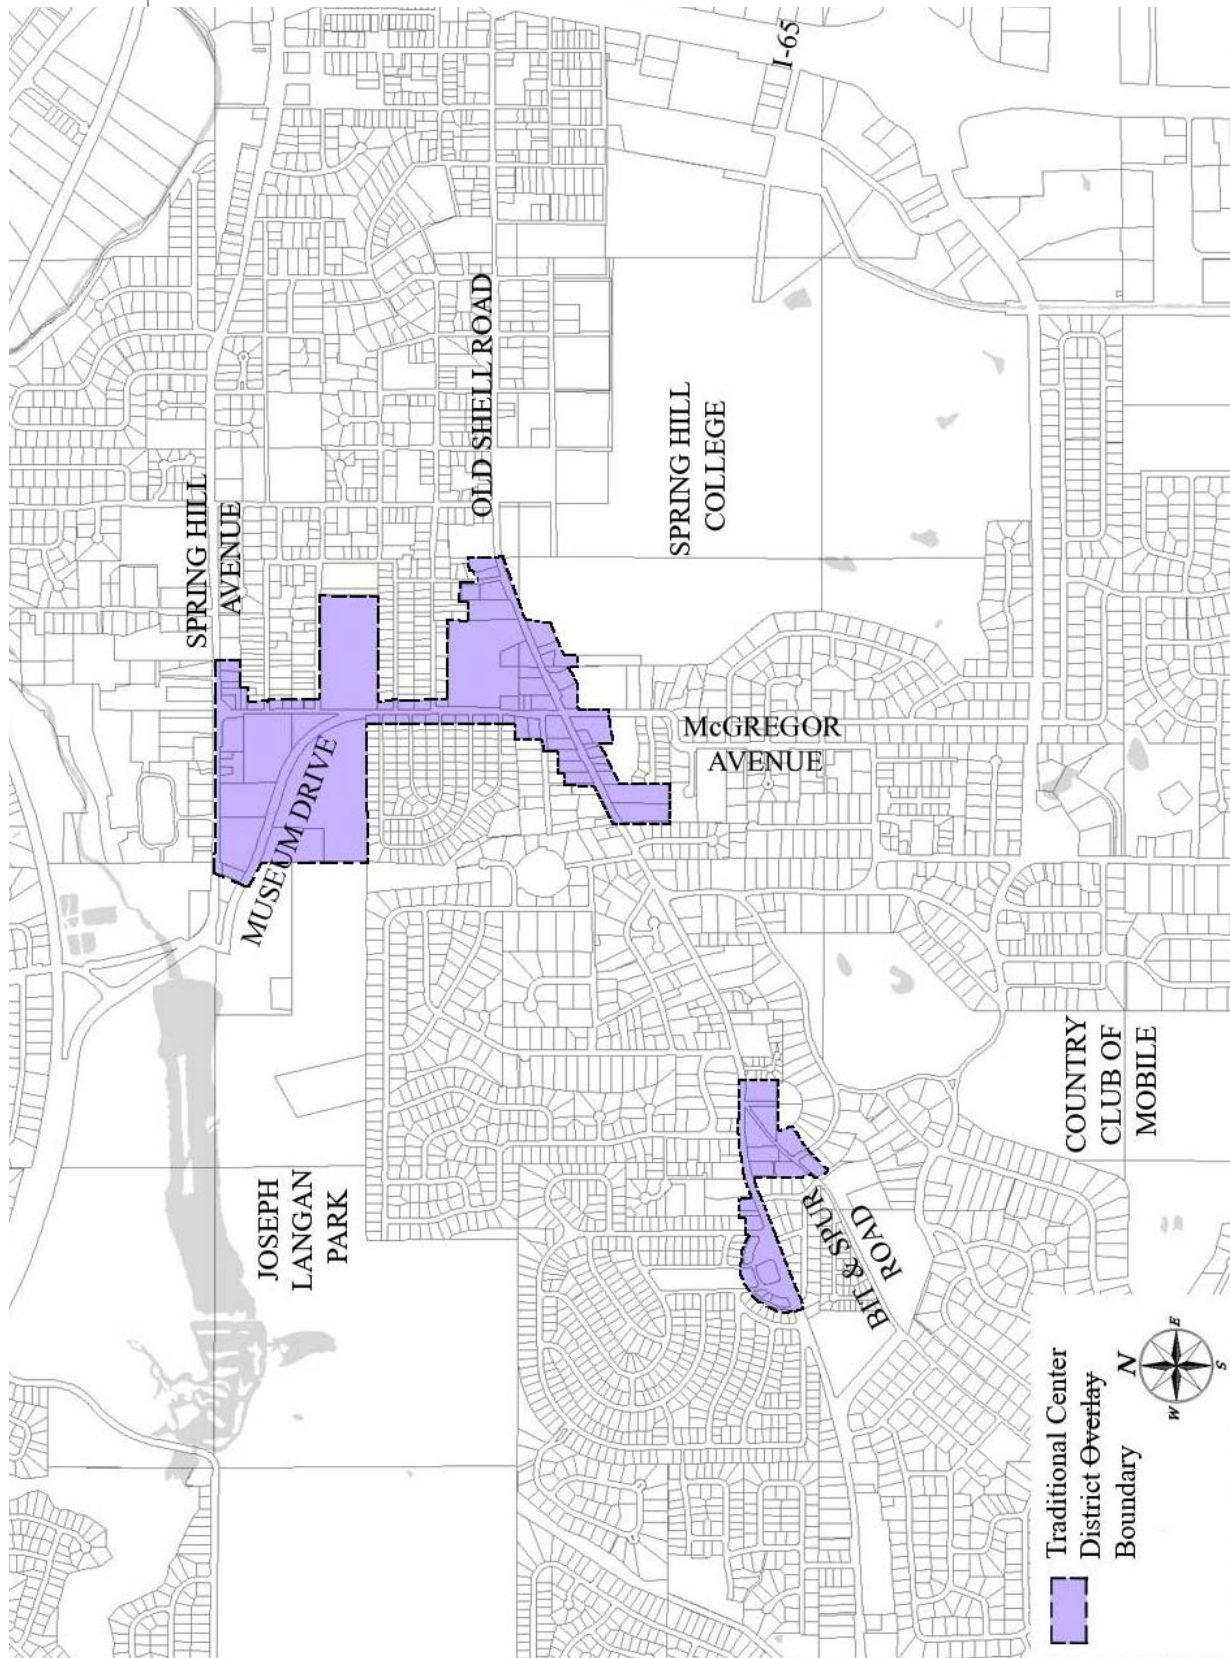 I-65
SPRING HILL
AVENUE
OLD SHELL ROAD
SPRING HILL
COLLEGE
MUSEUM DRIVE
McGREGOR
AVENUE
JOSEPH
LANGAN
PARK
BIT & SPUR
ROAD
COUNTRY
CLUB OF
MOBILE
Traditional Center
District Overlay
Boundary
N
W
E
S